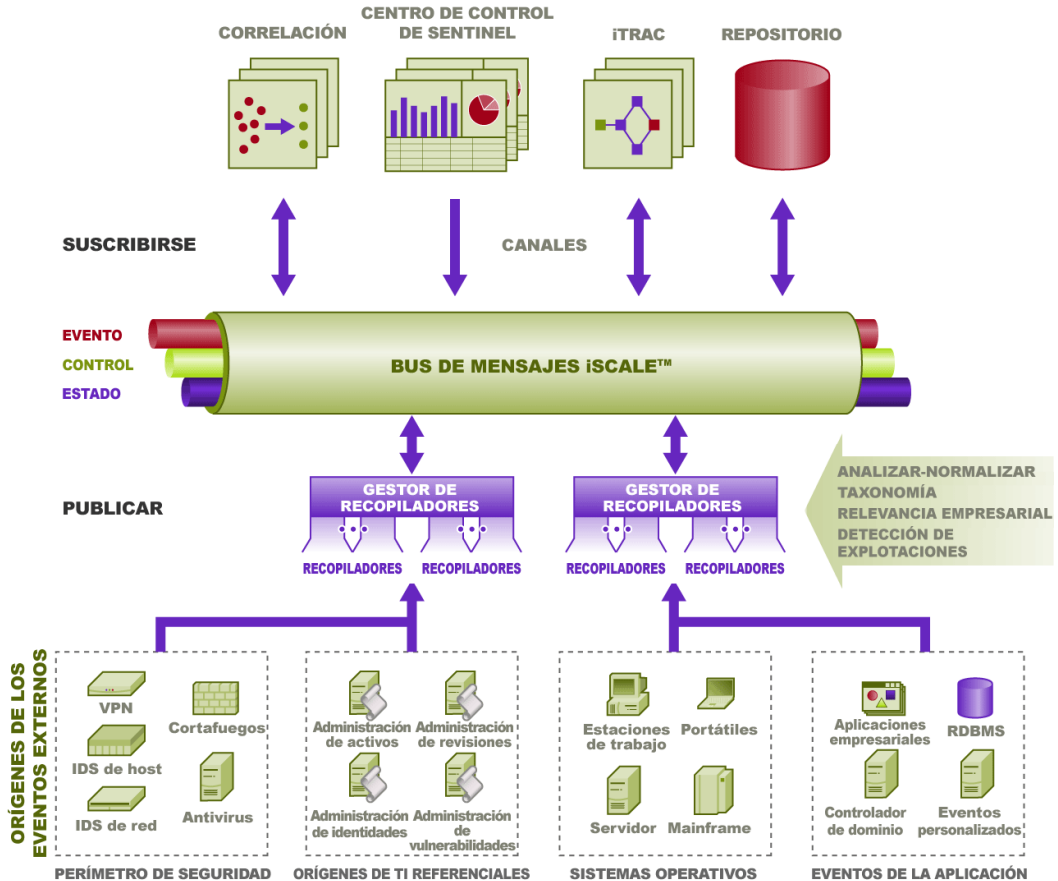 CORRELACIÓN
CENTRO DE CONTROL
DE SENTINEL
iTRAC
REPOSITORIO
SUSCRIBIRSE
CANALES
EVENTO
CONTROL
ESTADO
BUS DE MENSAJES iSCALE™
PUBLICAR
GESTOR DE
RECOPILADORES
RECOPILADORES
RECOPILADORES
GESTOR DE
RECOPILADORES
RECOPILADORES
RECOPILADORES
ANALIZAR-NORMALIZAR
TAXONOMÍA
RELEVANCIA EMPRESARIAL
DETECCIÓN DE
EXPLOTACIONES
ORÍGENES DE LOS
EVENTOS EXTERNOS
VPN
Cortafuegos
IDS de host
IDS de red
Antivirus
PERÍMETRO DE SEGURIDAD
Administración
de activos
Administración
de revisiones
Administración
de identidades
Administración
de
vulnerabilidades
ORÍGENES DE TI REFERENCIALES
Estaciones
de trabajo
Portátiles
Servidor
Mainframe
SISTEMAS OPERATIVOS
Aplicaciones
empresariales
RDBMS
Controlador
de dominio
Eventos
personalizados
EVENTOS DE LA APLICACIÓN